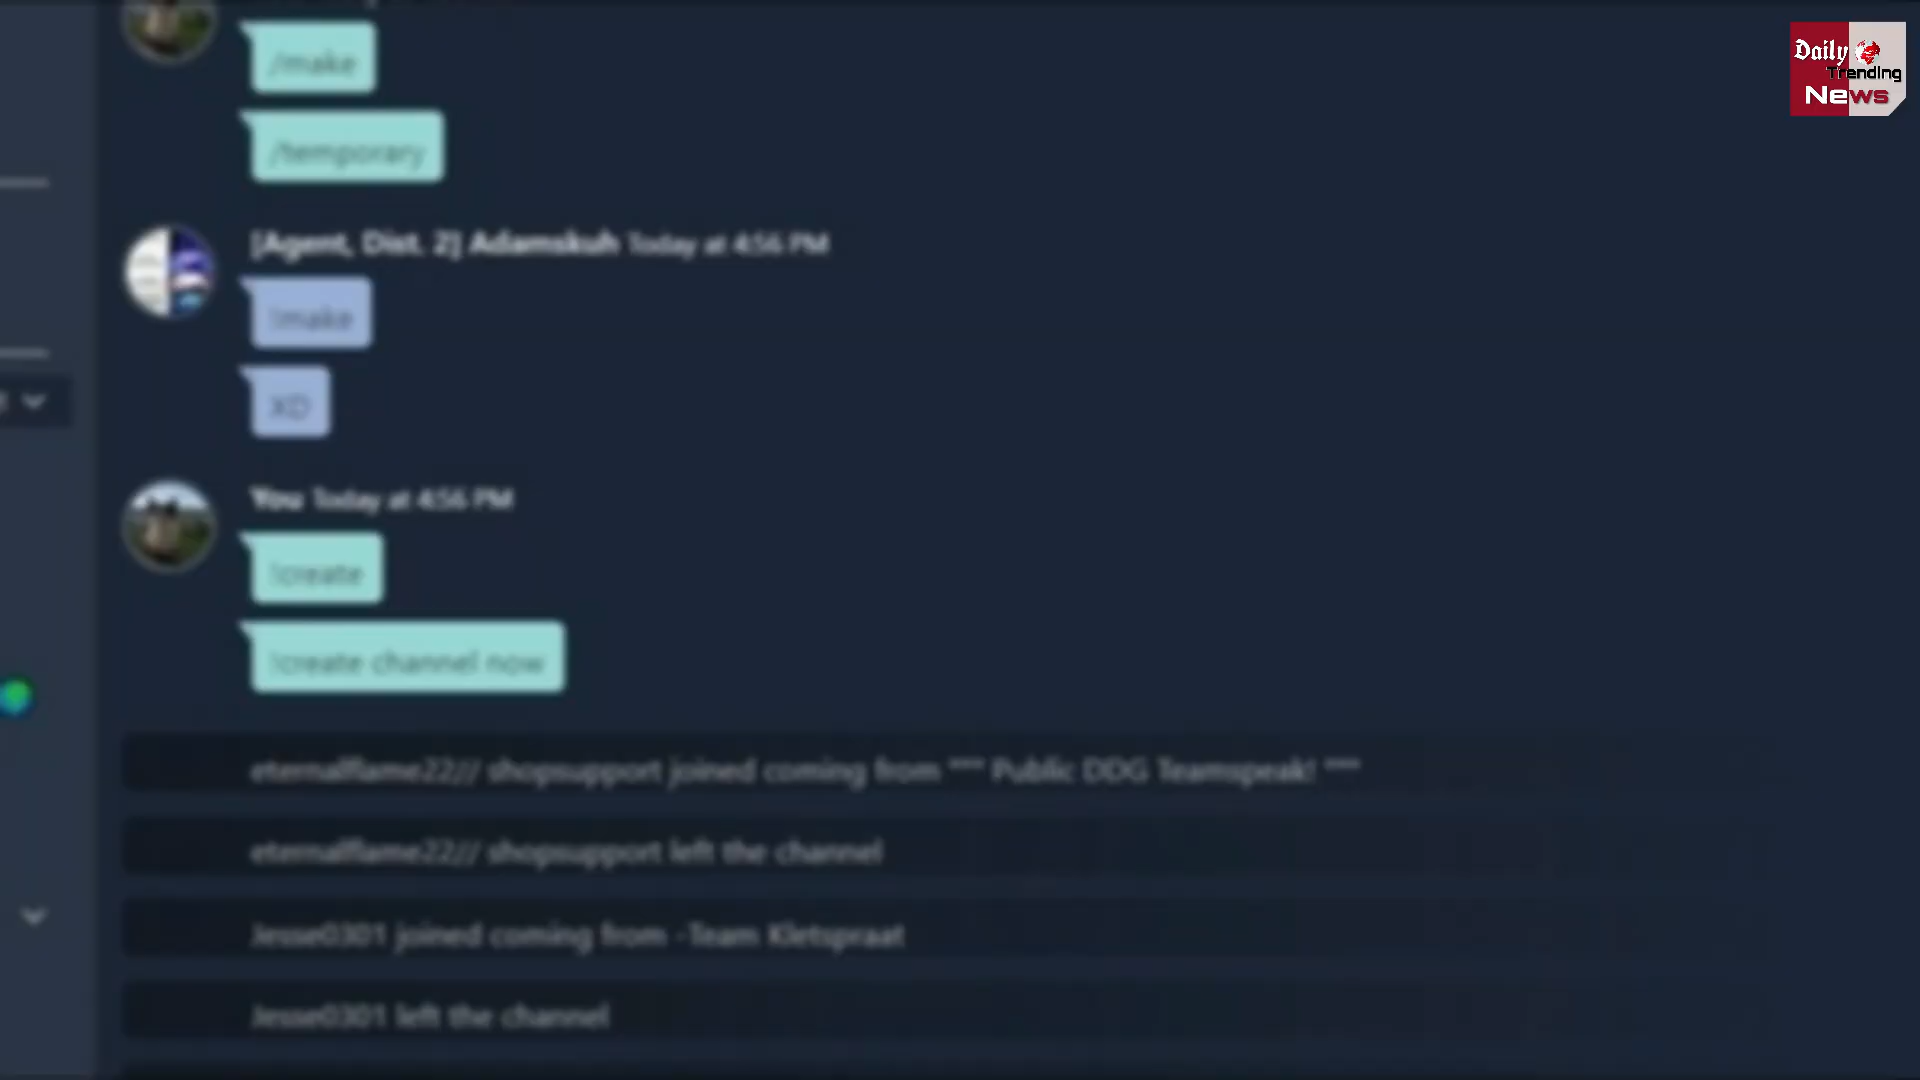 Daily
Trending
News
/make
/temporary
[Agent, Dist. 2] Adamskuh Today at 4:56 PM
!make
XD
You Today at 4:56 PM
!create
!create channel now
eternalflame22// shopsupport joined coming from *** Public DDG Teamspeak! ***
eternalflame22// shopsupport left the channel
Jesse0301 joined coming from -Team Kletspraat
Jesse0301 left the channel